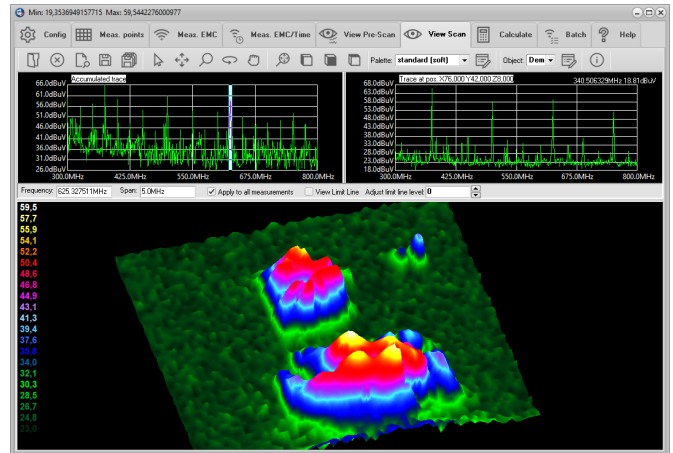 Min: 19,3536949157715 Max: 59,5442276000977
Config Meas. points Meas. EMC Meas. EMC/Time View Pre-Scan View Scan Calculate Batch Help
Palette: standard (soft) Object: Dem
66.0dBuV Accumulated trace
61.0dBuV
56.0dBuV
51.0dBuV
46.0dBuV
41.0dBuV
36.0dBuV
31.0dBuV
26.0dBuV
300.0MHz 425.0MHz 550.0MHz 675.0MHz 800.0MHz
68.0dBuV Trace at pos. X76,000 Y42,000 Z8,000 340.506329MHz 18.81dBuV
63.0dBuV
58.0dBuV
53.0dBuV
48.0dBuV
43.0dBuV
38.0dBuV
33.0dBuV
28.0dBuV
23.0dBuV
18.0dBuV
300.0MHz 425.0MHz 550.0MHz 675.0MHz 800.0MHz
Frequency: 625.327511MHz Span: 5.0MHz Apply to all measurements View Limit Line Adjust limit line level: 0
59,5
57,7
55,9
54,1
52,2
50,4
48,6
46,8
44,9
43,1
41,3
39,4
37,6
35,8
34,0
32,1
30,3
28,5
26,7
24,8
23,0